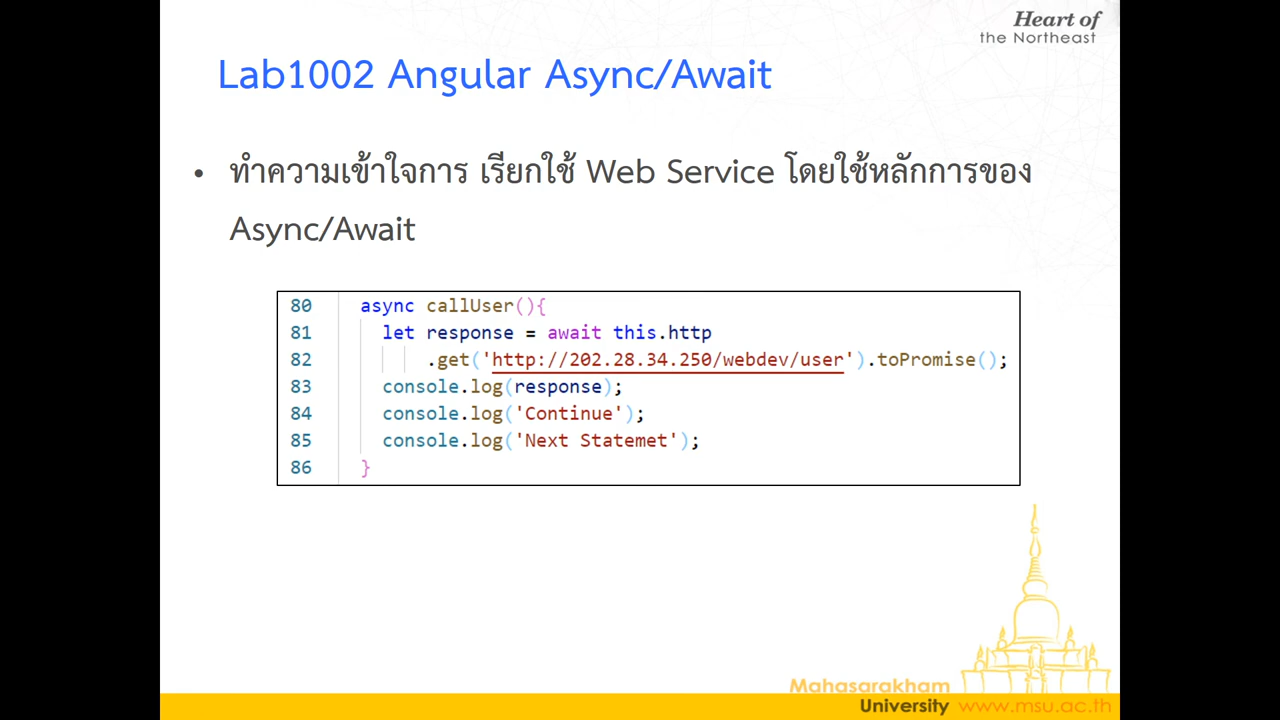 Heart of
the Northeast
Lab1002 Angular Async/Await
• ทำความเข้าใจการ เรียกใช้ Web Service โดยใช้หลักการของ
Async/Await
80 async callUser(){
81 let response = await this.http
82 .get('http://202.28.34.250/webdev/user').toPromise();
83 console.log(response);
84 console.log('Continue');
85 console.log('Next Statemet');
86 }
Mahasarakham
University www.msu.ac.th